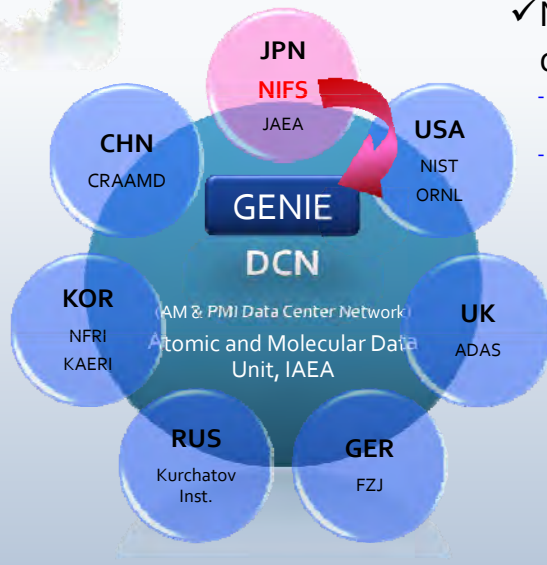 JPN
NIFS
JAEA
CHN
CRAAMD
USA
NIST
ORNL
GENIE
DCN
(AM & PMI Data Center Network)
Atomic and Molecular Data
Unit, IAEA
KOR
NFRI
KAERI
UK
ADAS
RUS
Kurchatov
Inst.
GER
FZJ